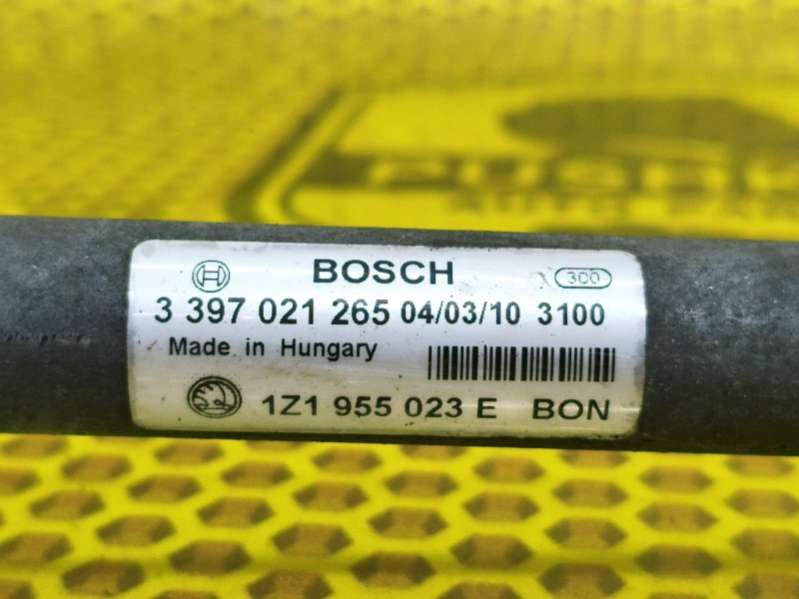 BOSCH 300
3 397 021 265 04/03/10 3100
Made in Hungary
1Z1 955 023 E BON